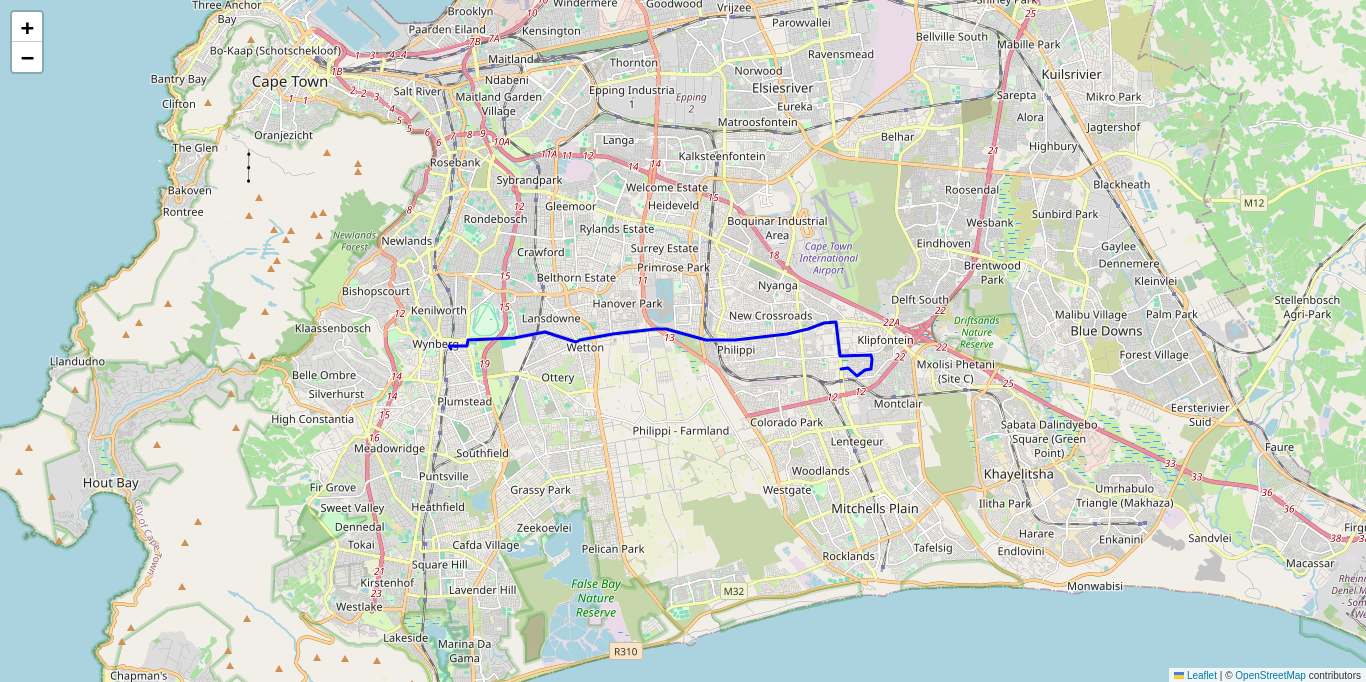 +
−
Three Anchor
Bay
Brooklyn
Windermere
Goodwood
Vrijzee
Shirley Park
Paarden Eiland
Kensington
Parowvallei
Bellville South
Mabille Park
Bo-Kaap (Schotschekloof)
Maitland
Thornton
Ravensmead
Cape Town
Ndabeni
Norwood
Kuilsrivier
Bantry Bay
Salt River
Epping Industria
1
Epping
2
Elsiesriver
Sarepta
Mikro Park
Clifton
Maitland Garden
Village
Eureka
Matroosfontein
Alora
Jagtershof
Oranjezicht
Langa
Belhar
Highbury
The Glen
Rosebank
Kalksteenfontein
Bakoven
Sybrandpark
Welcome Estate
Roosendal
Blackheath
Rontree
Gleemoor
Heideveld
M12
Rondebosch
Rylands Estate
Boquinar Industrial
Area
Wesbank
Sunbird Park
Newlands
Forest
Newlands
Crawford
Surrey Estate
Cape Town
International
Airport
Eindhoven
Gaylee
Dennemere
Belthorn Estate
Primrose Park
Brentwood
Park
Kleinvlei
Bishopscourt
Nyanga
Hanover Park
Delft South
Stellenbosch
Agri-Park
Kenilworth
Lansdowne
New Crossroads
Malibu Village
Palm Park
Klaassenbosch
Driftsands
Nature
Reserve
Blue Downs
Wynberg
Wetton
Philippi
Klipfontein
Forest Village
Llandudno
Belle Ombre
Ottery
Mxolisi Phetani
(Site C)
Silverhurst
Plumstead
Montclair
Eersterivier
Suid
High Constantia
Philippi - Farmland
Colorado Park
Sabata Dalindyebo
Square (Green
Point)
Meadowridge
Southfield
Lentegeur
Faure
Hout Bay
Puntsville
Woodlands
Khayelitsha
Fir Grove
Grassy Park
Westgate
Umrhabulo
Triangle (Makhaza)
Sweet Valley
Heathfield
Mitchells Plain
Ilitha Park
City of Cape Town
Dennedal
Zeekoevlei
Harare
Enkanni
Sandvlei
Tokai
Cafda Village
Pelican Park
Rocklands
Tafelsig
Endlovini
Macassar
Square Hill
Kirstenhof
Lavender Hill
False Bay
Nature
Reserve
M32
Monwabisi
Westlake
Lakeside
Marina Da
Gama
R310
Chapman's
Leaflet | © OpenStreetMap contributors